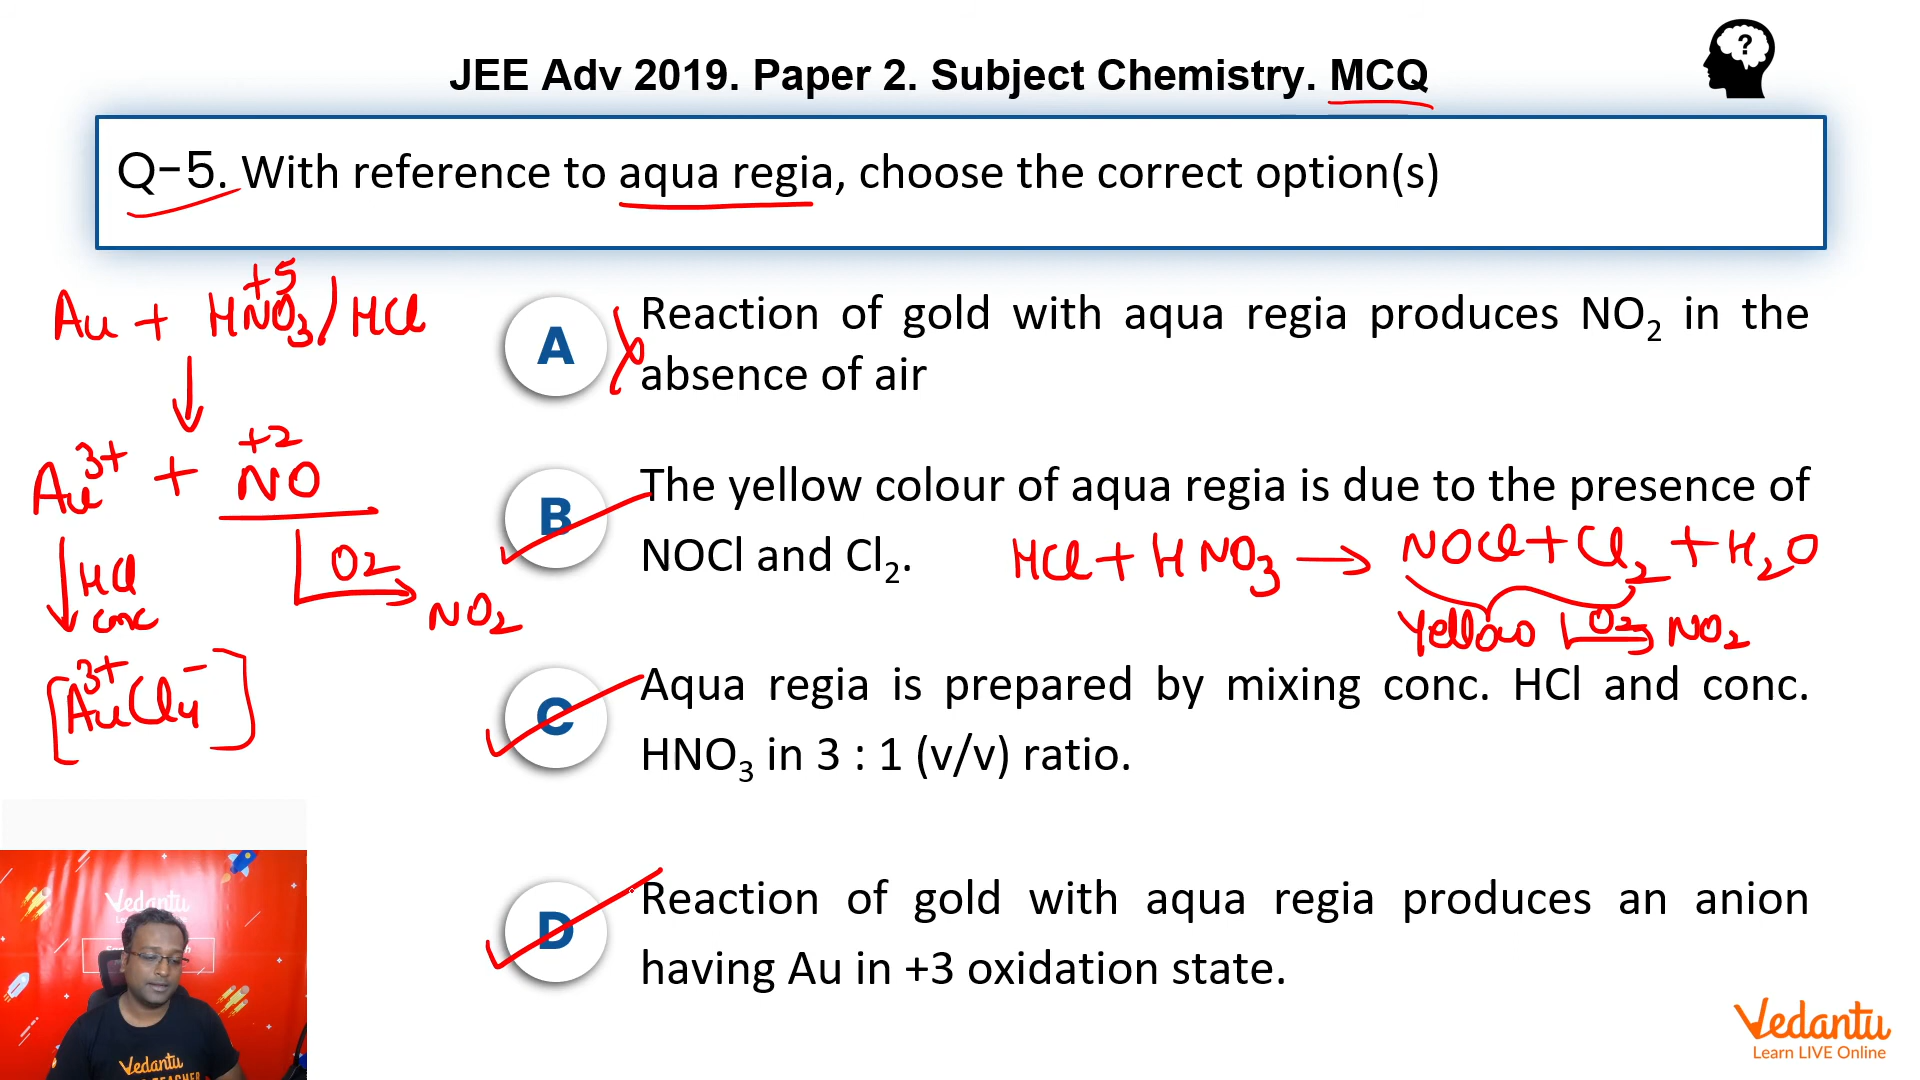 JEE Adv 2019. Paper 2. Subject Chemistry. MCQ
?
Q-5. With reference to aqua regia, choose the correct option(s)
Au + HNO₃/HCl
+5
↓
Au³⁺ + NO
+2
HCl
conc
O₂
NO₂
[AuCl₄⁻]
3+
A
Reaction of gold with aqua regia produces NO₂ in the
absence of air
B
The yellow colour of aqua regia is due to the presence of
NOCl and Cl₂.
HCl + HNO₃ → NOCl + Cl₂ + H₂O
Yellow O₂ NO₂
C
Aqua regia is prepared by mixing conc. HCl and conc.
HNO₃ in 3 : 1 (v/v) ratio.
D
Reaction of gold with aqua regia produces an anion
having Au in +3 oxidation state.
Vedantu
Vedantu
Vedantu
Learn LIVE Online